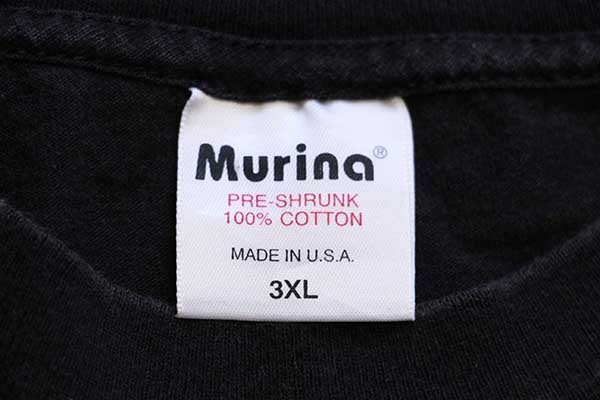 Murina®
PRE-SHRUNK
100% COTTON
MADE IN U.S.A.
3XL